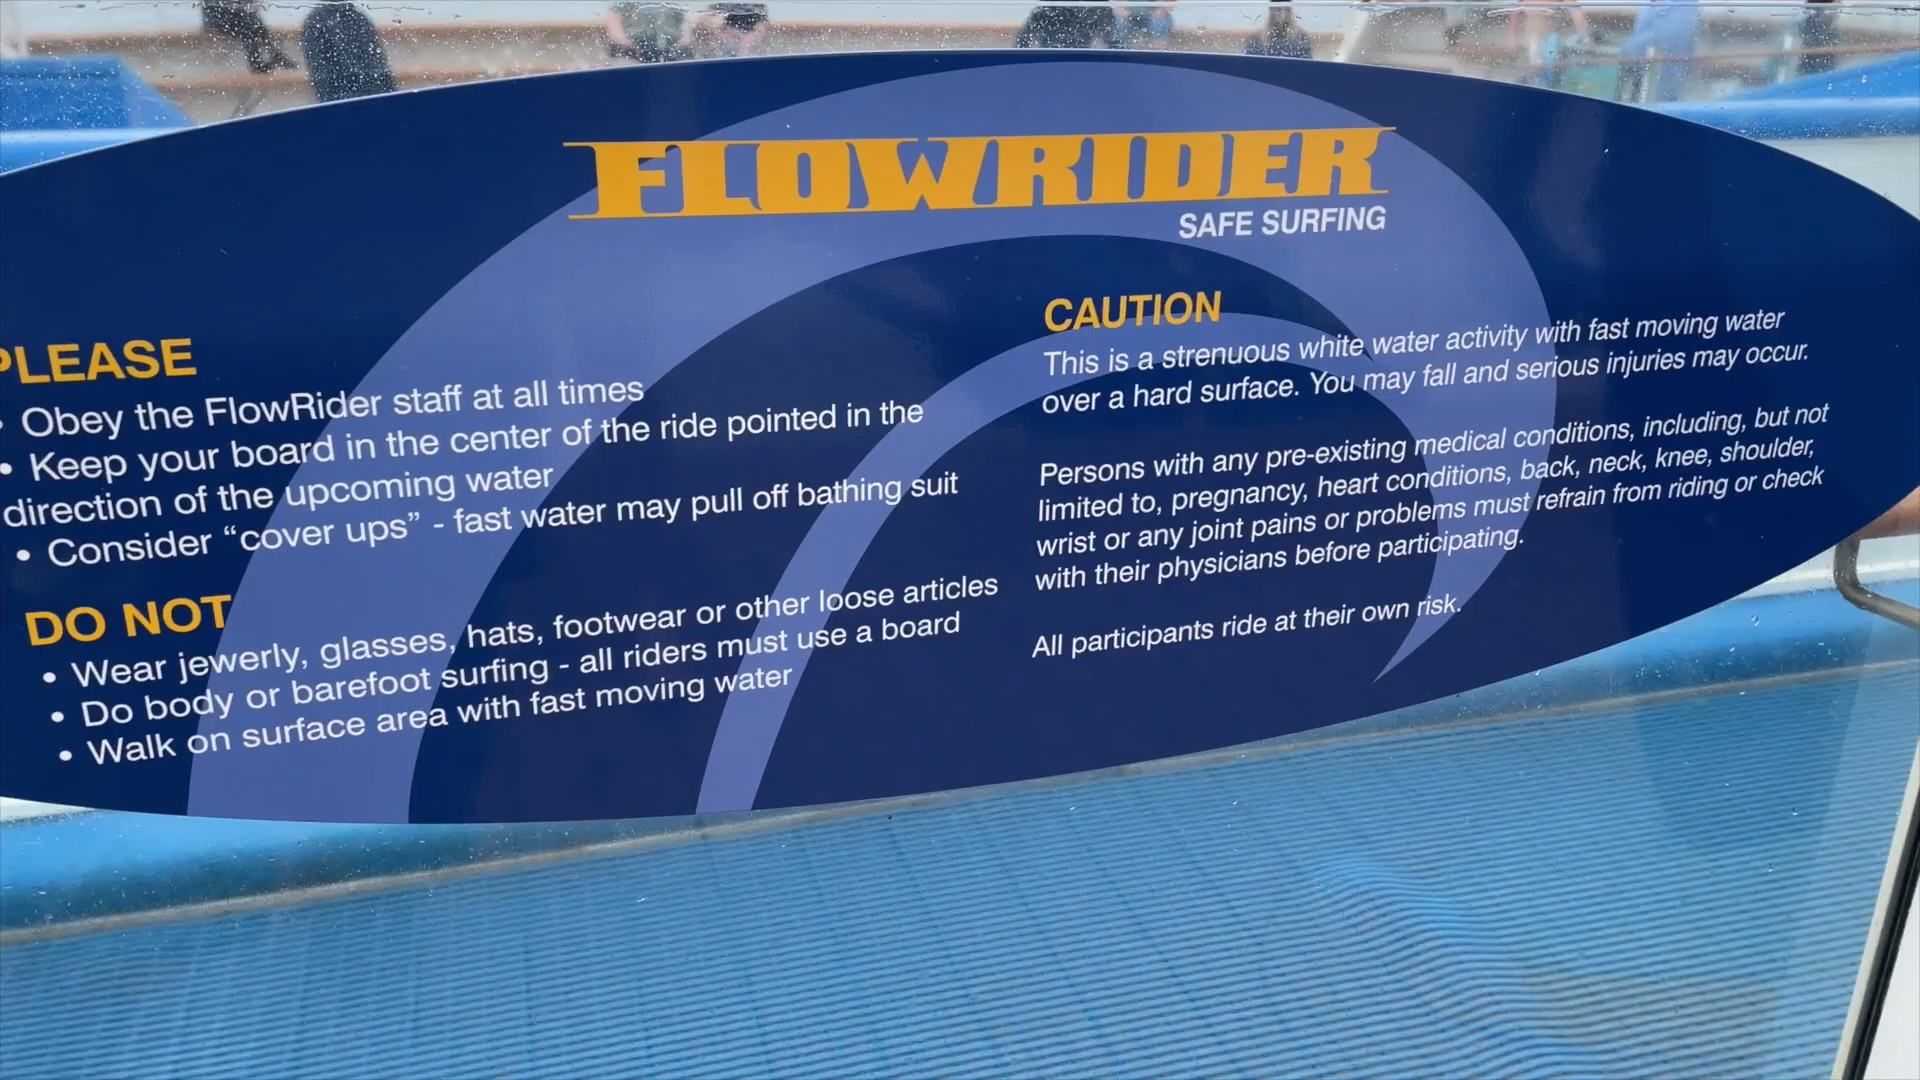 FLOWRIDER
SAFE SURFING
PLEASE
• Obey the FlowRider staff at all times
• Keep your board in the center of the ride pointed in the
direction of the upcoming water
• Consider “cover ups” - fast water may pull off bathing suit
DO NOT
• Wear jewerly, glasses, hats, footwear or other loose articles
• Do body or barefoot surfing - all riders must use a board
• Walk on surface area with fast moving water
CAUTION
This is a strenuous white water activity with fast moving water
over a hard surface. You may fall and serious injuries may occur.
Persons with any pre-existing medical conditions, including, but not
limited to, pregnancy, heart conditions, back, neck, knee, shoulder,
wrist or any joint pains or problems must refrain from riding or check
with their physicians before participating.
All participants ride at their own risk.